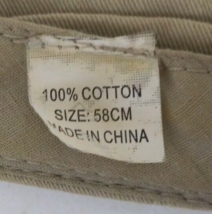 100% COTTON
SIZE: 58CM
MADE IN CHINA